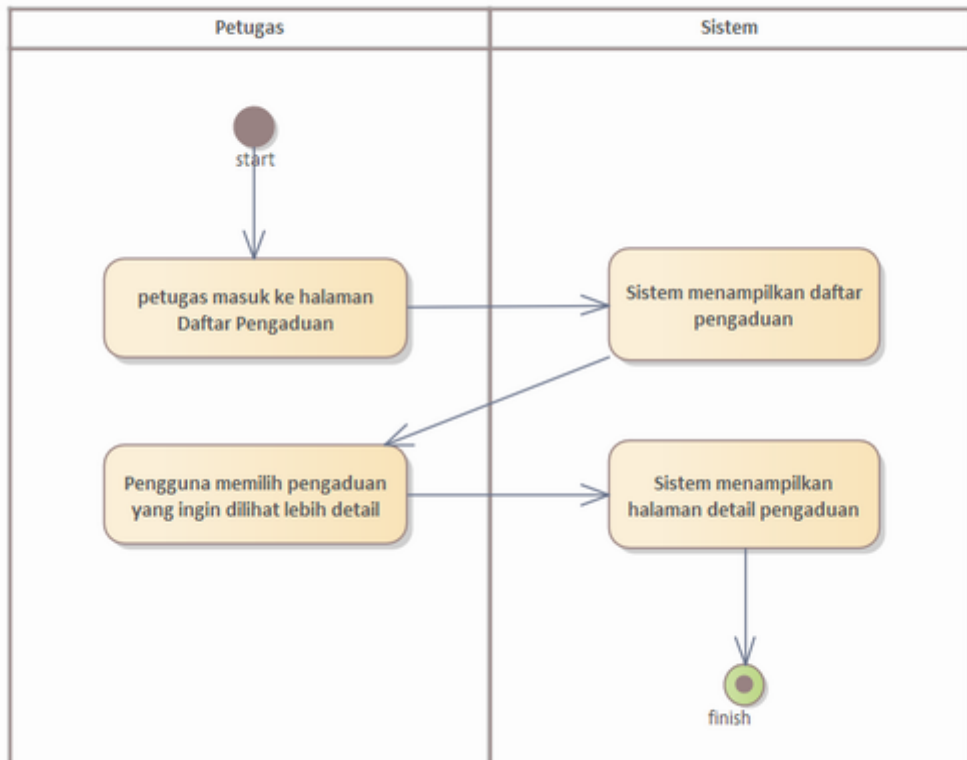 Petugas
Sistem
start
petugas masuk ke halaman
Daftar Pengaduan
Sistem menampilkan daftar
pengaduan
Pengguna memilih pengaduan
yang ingin dilihat lebih detail
Sistem menampilkan
halaman detail pengaduan
finish